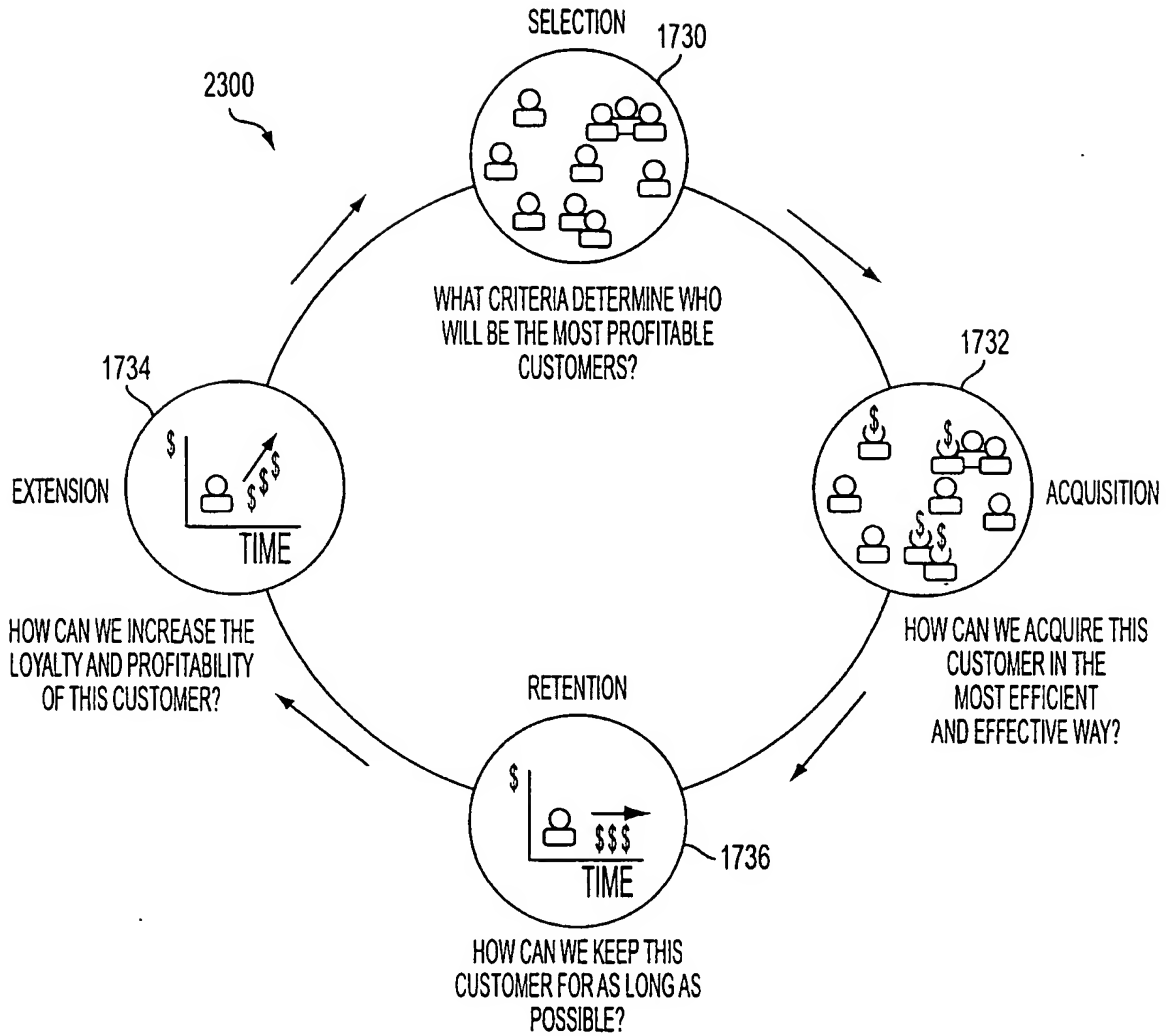 SELECTION
1730
2300
WHAT CRITERIA DETERMINE WHO
WILL BE THE MOST PROFITABLE
CUSTOMERS?
1732
$
$
$
$
ACQUISITION
HOW CAN WE ACQUIRE THIS
CUSTOMER IN THE
MOST EFFICIENT
AND EFFECTIVE WAY?
RETENTION
$
$$$
TIME
1736
HOW CAN WE KEEP THIS
CUSTOMER FOR AS LONG AS
POSSIBLE?
1734
EXTENSION
$
$$$
TIME
HOW CAN WE INCREASE THE
LOYALTY AND PROFITABILITY
OF THIS CUSTOMER?